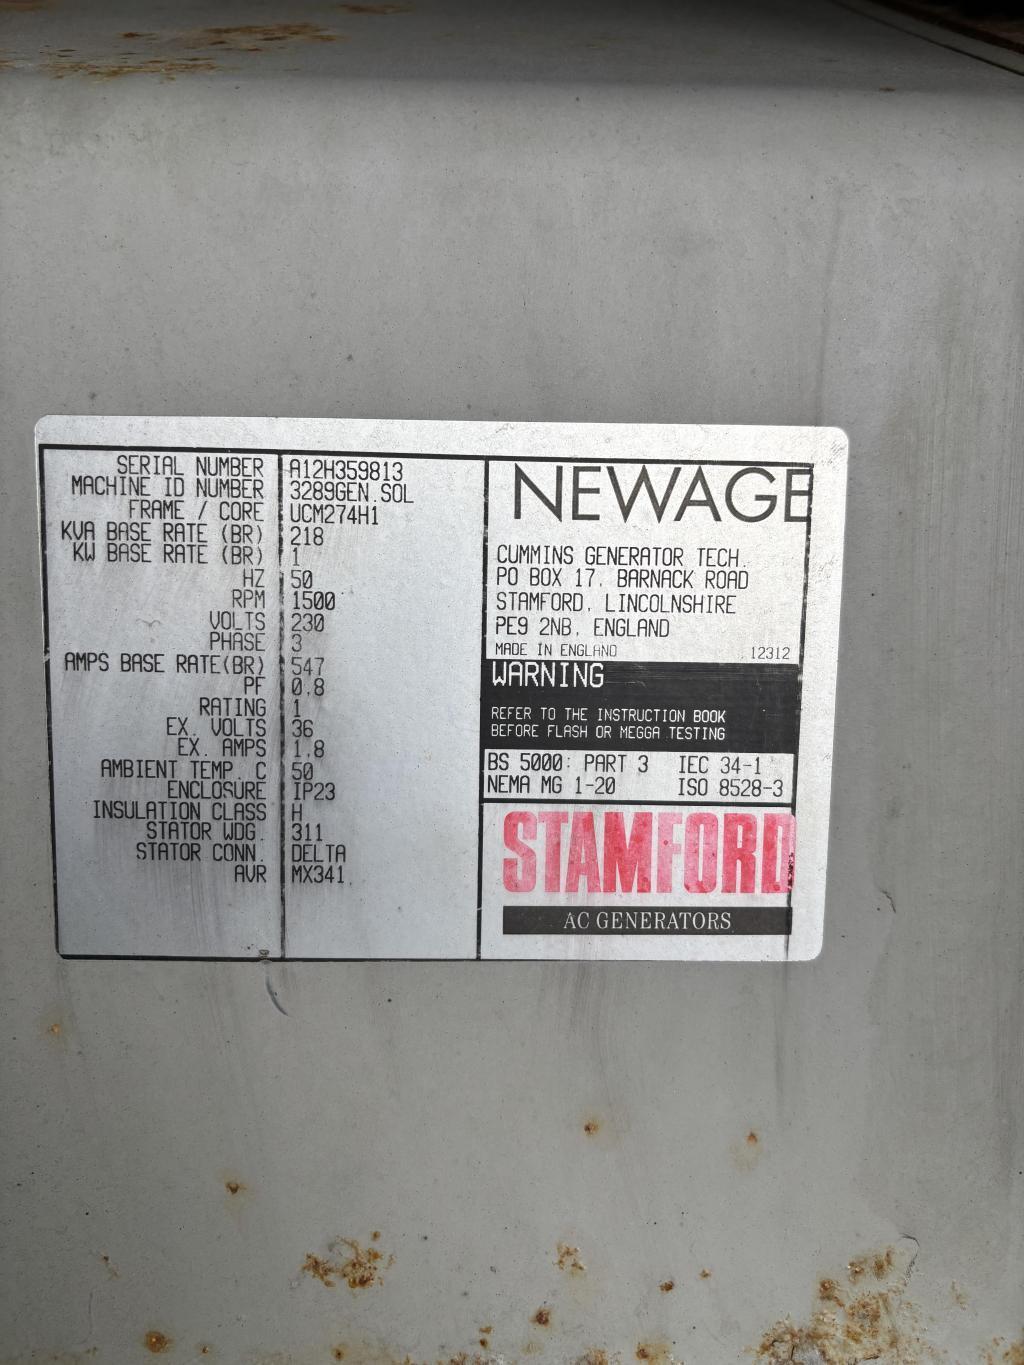 SERIAL NUMBER A12H359813
MACHINE ID NUMBER 3289GEN.SOL
FRAME / CORE UCM274H1
KVA BASE RATE (BR) 218
KW BASE RATE (BR) 1
HZ 50
RPM 1500
VOLTS 230
PHASE 3
AMPS BASE RATE(BR) 547
PF 0.8
RATING 1
EX. VOLTS 36
EX. AMPS 1.8
AMBIENT TEMP. C 50
ENCLOSURE IP23
INSULATION CLASS H
STATOR WDG. 311
STATOR CONN. DELTA
AVR MX341
NEWAGE
CUMMINS GENERATOR TECH.
PO BOX 17, BARNACK ROAD
STAMFORD, LINCOLNSHIRE
PE9 2NB, ENGLAND
MADE IN ENGLAND 12312
WARNING
REFER TO THE INSTRUCTION BOOK
BEFORE FLASH OR MEGGA TESTING
BS 5000: PART 3 IEC 34-1
NEMA MG 1-20 ISO 8528-3
STAMFORD
AC GENERATORS